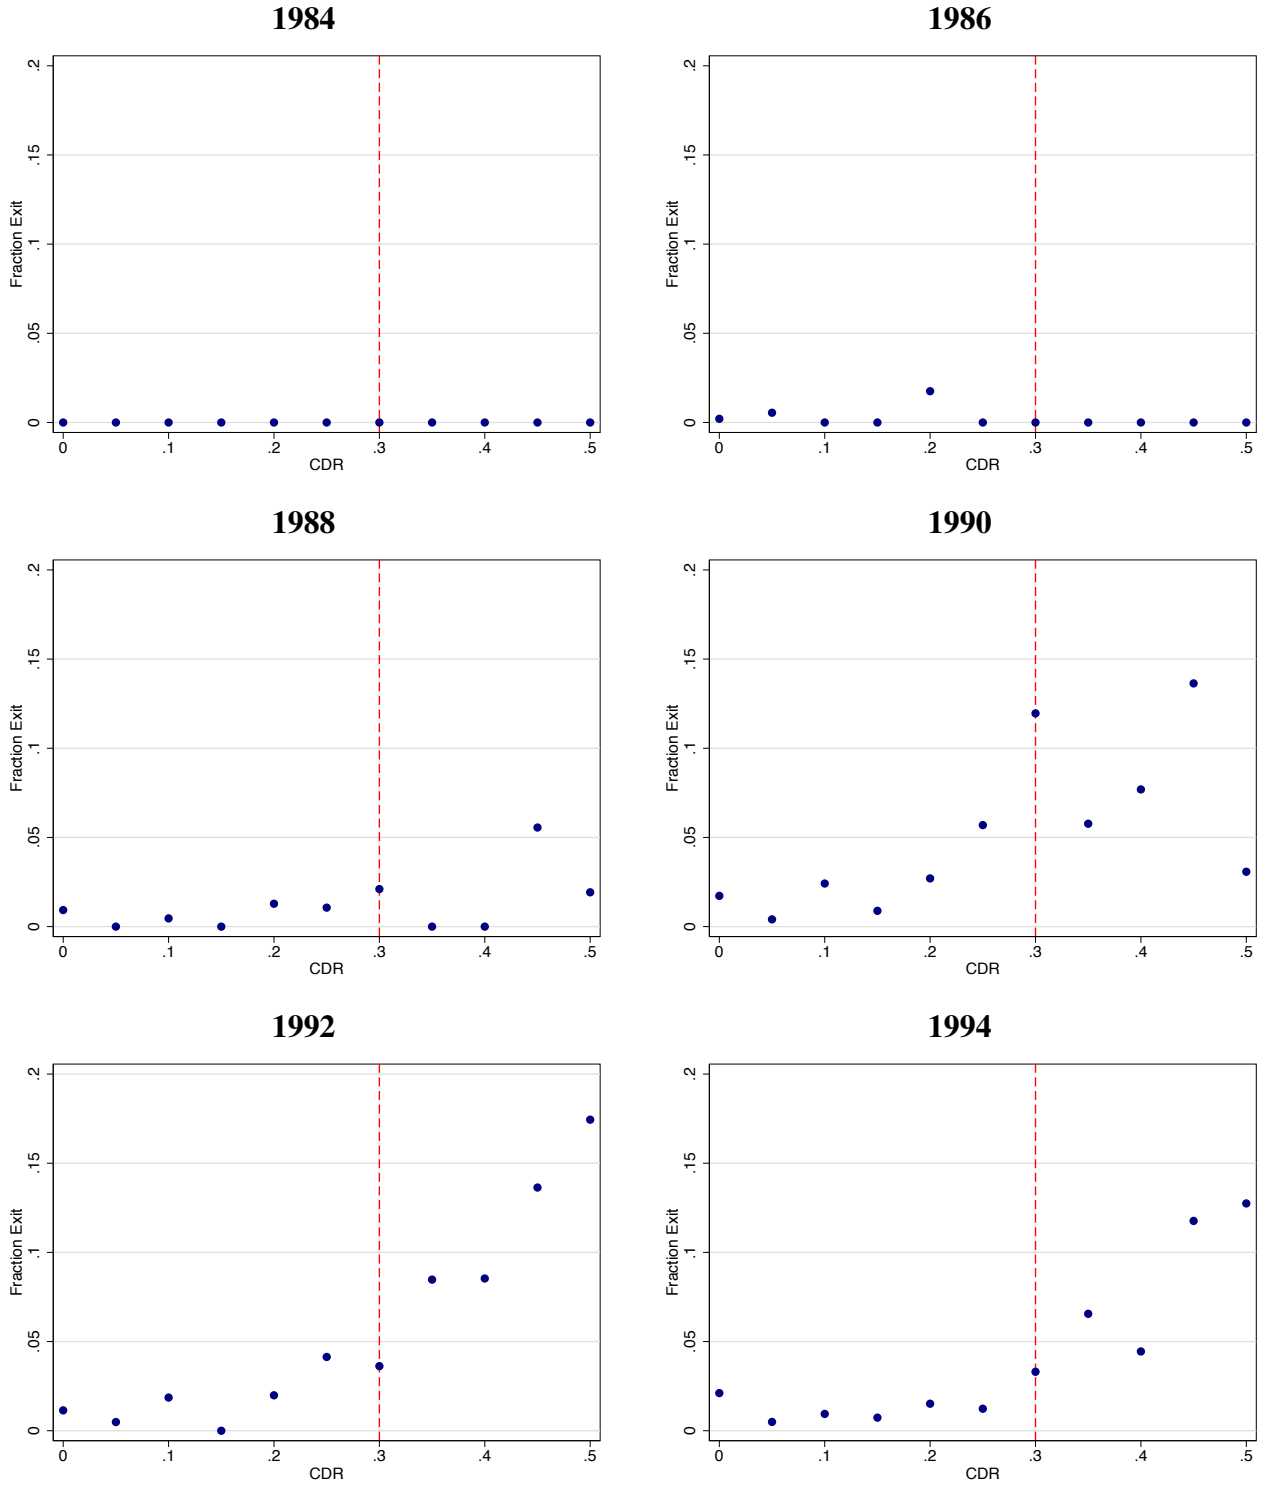 1984
1986
.2
.15
.1
.05
0
Fraction Exit
0 .1 .2 .3 .4 .5
CDR
.2
.15
.1
.05
0
Fraction Exit
0 .1 .2 .3 .4 .5
CDR
1988
1990
.2
.15
.1
.05
0
Fraction Exit
0 .1 .2 .3 .4 .5
CDR
.2
.15
.1
.05
0
Fraction Exit
0 .1 .2 .3 .4 .5
CDR
1992
1994
.2
.15
.1
.05
0
Fraction Exit
0 .1 .2 .3 .4 .5
CDR
.2
.15
.1
.05
0
Fraction Exit
0 .1 .2 .3 .4 .5
CDR